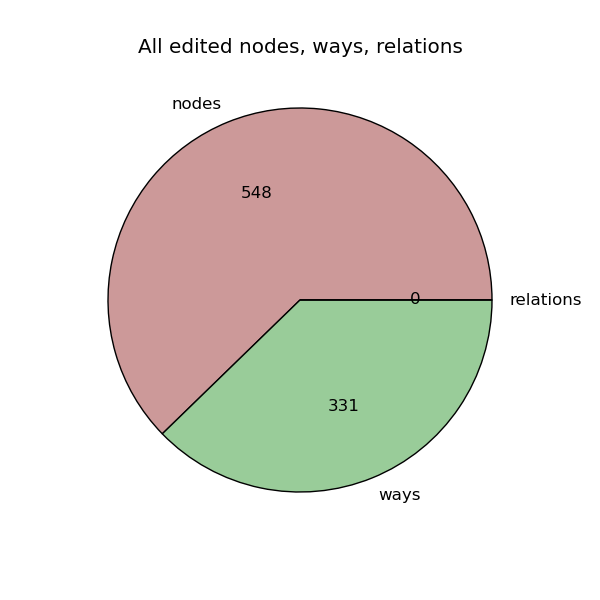 All edited nodes, ways, relations
nodes
548
0
relations
331
ways